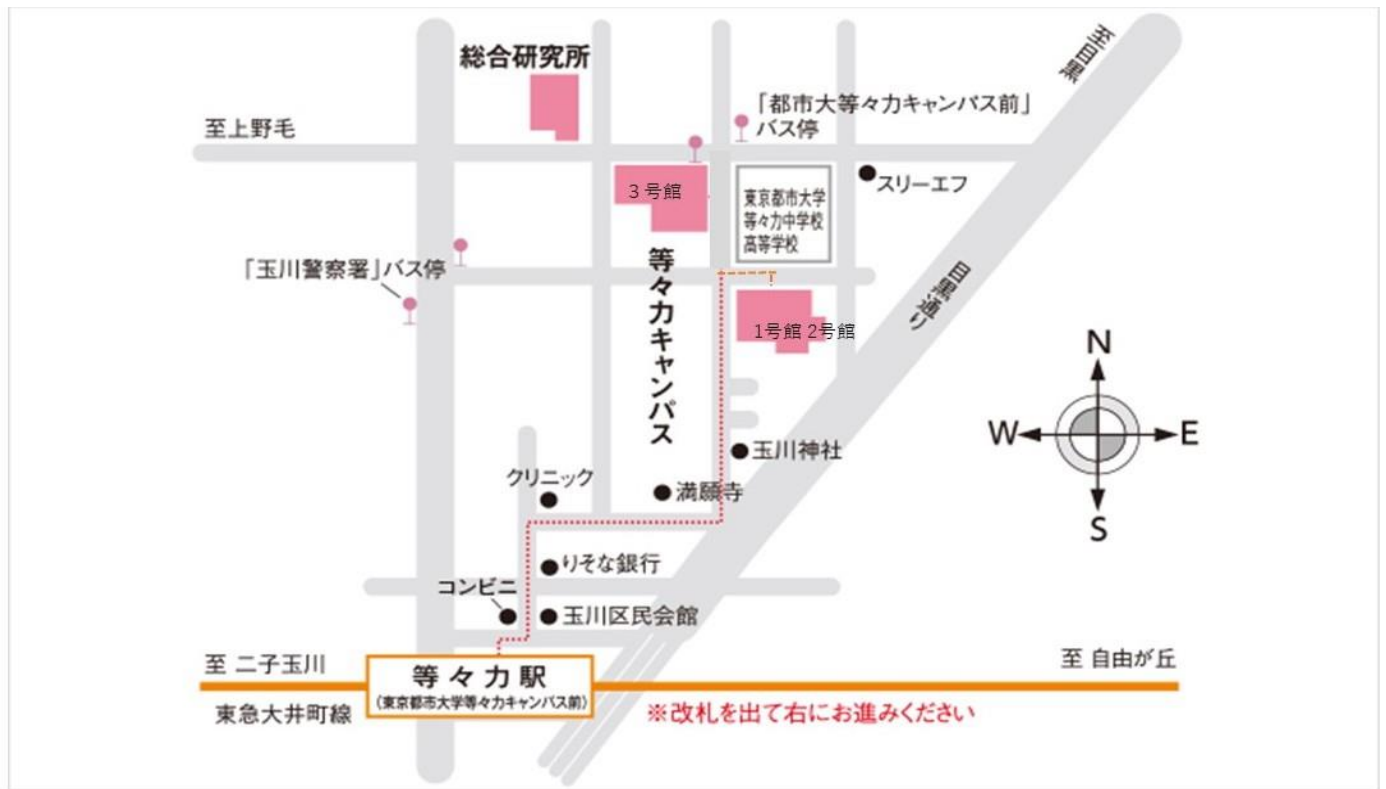 総合研究所
至目黒
「都市大等々力キャンパス前」
バス停
至上野毛
スリーエフ
3号館
東京都市大学
等々力中学校
高等学校
「玉川警察署」バス停
等々力キャンパス
目黒通り
1号館 2号館
N
W
E
S
玉川神社
クリニック
満願寺
りそな銀行
コンビニ
玉川区民会館
至 二子玉川
等々力駅
(東京都市大学等々力キャンパス前)
至 自由が丘
東急大井町線
※改札を出て右にお進みください